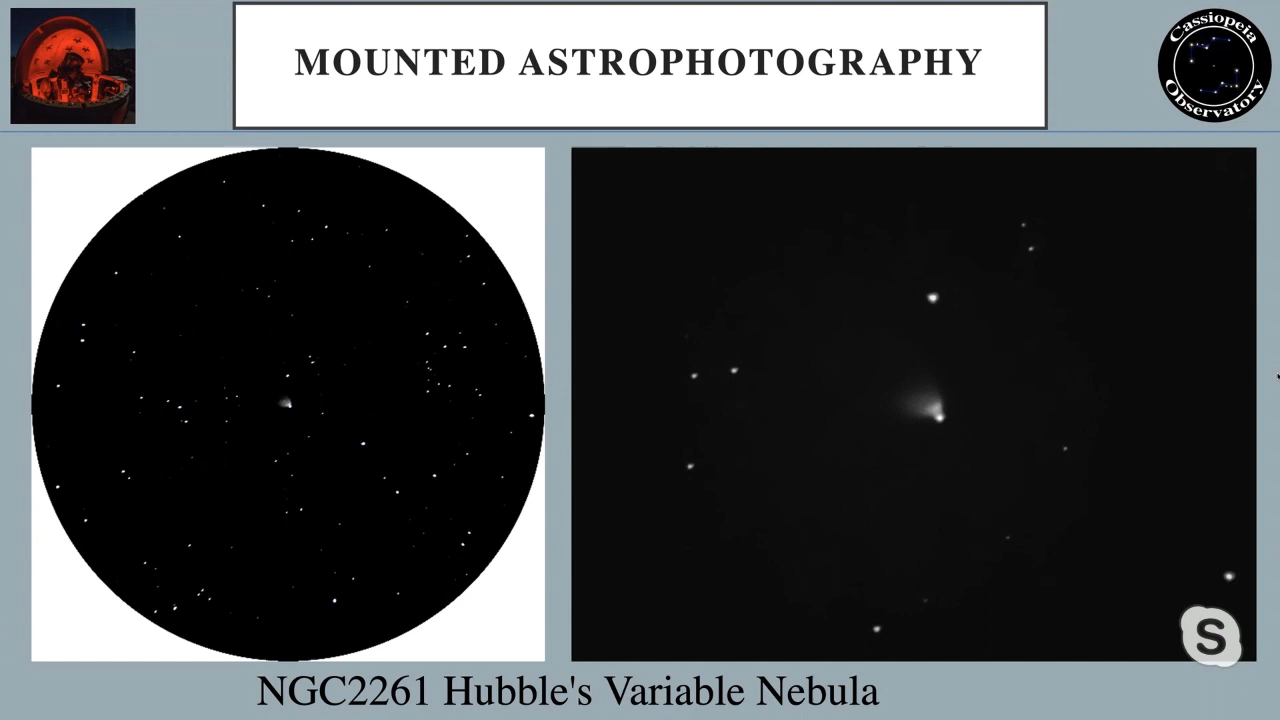 MOUNTED ASTROPHOTOGRAPHY
Cassiopeia
Observatory
S
NGC2261 Hubble's Variable Nebula